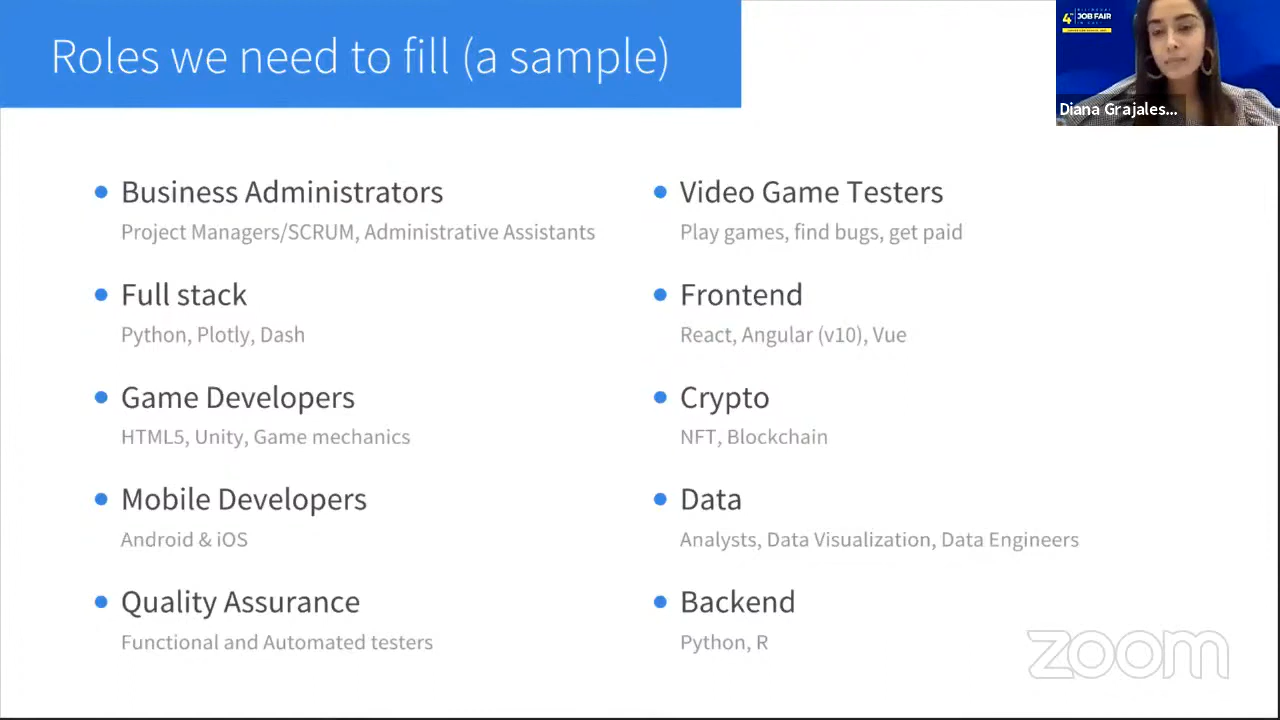 Roles we need to fill (a sample)
4TH BILINGUAL
JOB FAIR
Diana Grajales...
Business Administrators
Project Managers/SCRUM, Administrative Assistants
Full stack
Python, Plotly, Dash
Game Developers
HTML5, Unity, Game mechanics
Mobile Developers
Android & iOS
Quality Assurance
Functional and Automated testers
Video Game Testers
Play games, find bugs, get paid
Frontend
React, Angular (v10), Vue
Crypto
NFT, Blockchain
Data
Analysts, Data Visualization, Data Engineers
Backend
Python, R
zoom